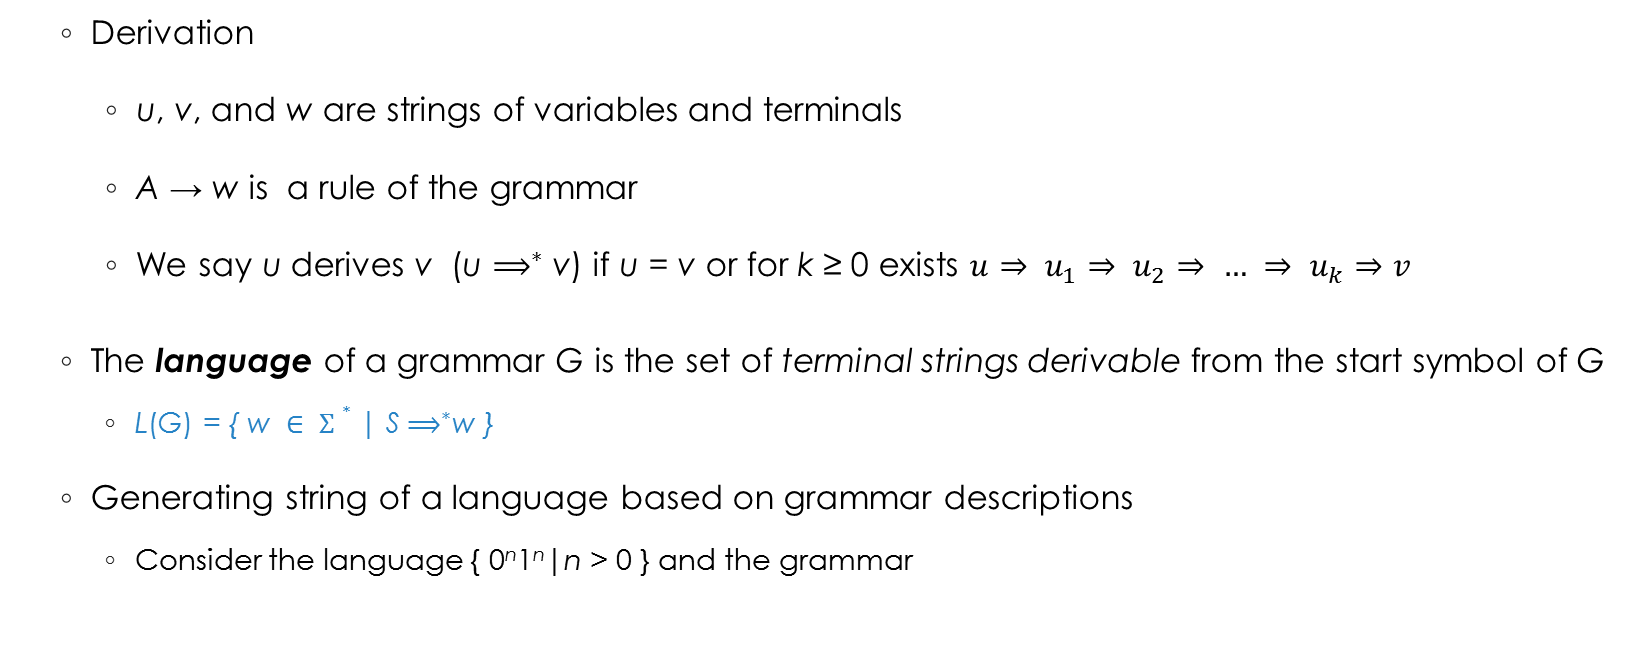 ◦ Derivation
◦ u, v, and w are strings of variables and terminals
◦ A → w is a rule of the grammar
◦ We say u derives v (u ⟹* v) if u = v or for k ≥ 0 exists u ⇒ u₁ ⇒ u₂ ⇒ … ⇒ uₖ ⇒ v
◦ The language of a grammar G is the set of terminal strings derivable from the start symbol of G
◦ L(G) = { w ∈ Σ* | S ⟹*w }
◦ Generating string of a language based on grammar descriptions
◦ Consider the language { 0ⁿ1ⁿ|n > 0 } and the grammar